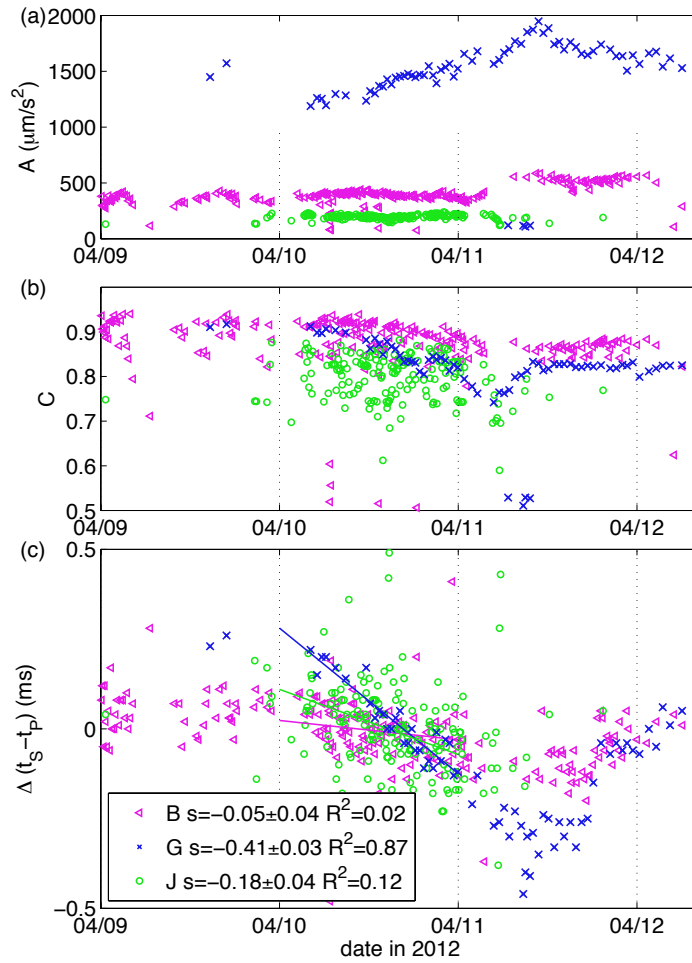 (a)
2000
1500
1000
500
0
A (μm/s²)
04/09 04/10 04/11 04/12
(b)
0.9
0.8
0.7
0.6
0.5
C
04/09 04/10 04/11 04/12
(c)
0.5
0
−0.5
Δ (tS−tP) (ms)
B s=−0.05±0.04 R²=0.02
G s=−0.41±0.03 R²=0.87
J s=−0.18±0.04 R²=0.12
04/09 04/10 04/11 04/12
date in 2012